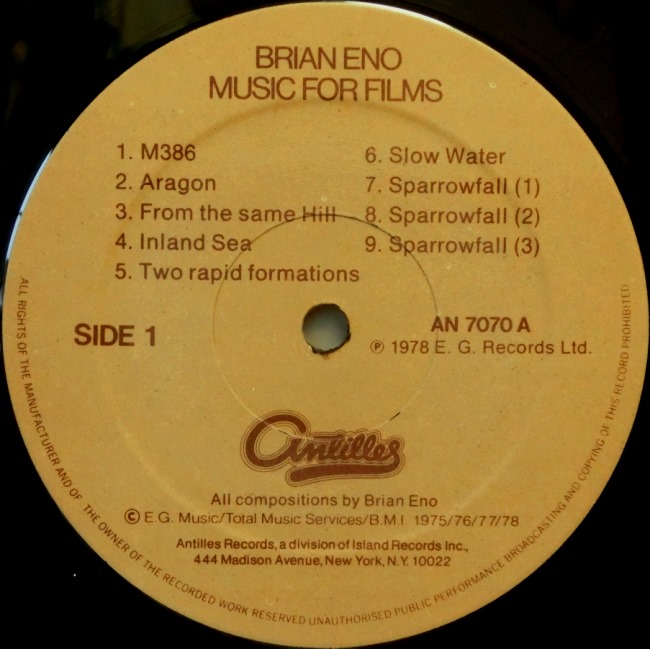 BRIAN ENO
MUSIC FOR FILMS
1. M386
2. Aragon
3. From the same Hill
4. Inland Sea
5. Two rapid formations
6. Slow Water
7. Sparrowfall (1)
8. Sparrowfall (2)
9. Sparrowfall (3)
SIDE 1
AN 7070 A
℗ 1978 E. G. Records Ltd.
Antilles
All compositions by Brian Eno
© E.G. Music/Total Music Services/B.M.I. 1975/76/77/78
Antilles Records, a division of Island Records Inc.,
444 Madison Avenue, New York, N.Y. 10022
ALL RIGHTS OF THE MANUFACTURER AND OF THE OWNER OF THE RECORDED WORK RESERVED UNAUTHORISED PUBLIC PERFORMANCE BROADCASTING AND COPYING OF THIS RECORD PROHIBITED